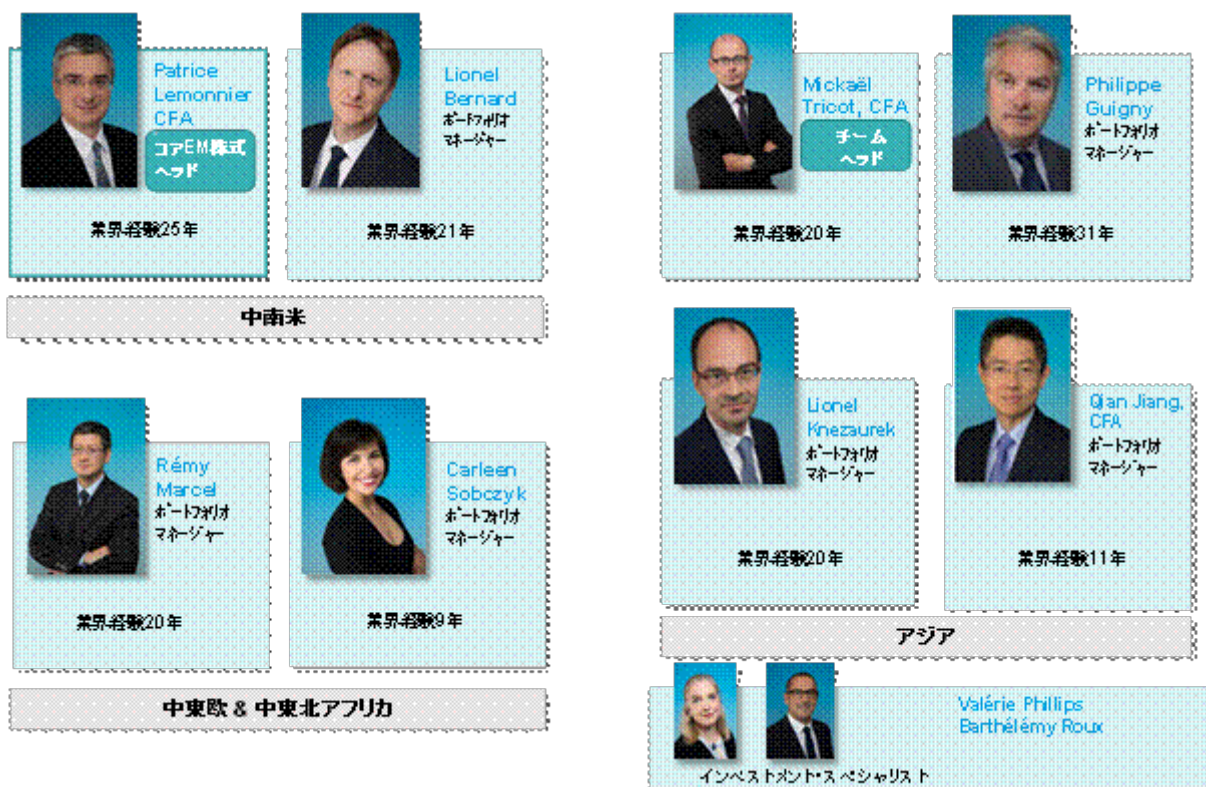 Patrice
Lemonnier
CFA
コアEM株式
ヘッド
業界経験25年
Lionel
Bernard
ポートフォリオ
マネージャー
業界経験21年
中南米
Rémy
Marcel
ポートフォリオ
マネージャー
業界経験20年
Carleen
Sobczyk
ポートフォリオ
マネージャー
業界経験9年
中東欧 & 中東北アフリカ
Mickaël
Tricot, CFA
チーム
ヘッド
業界経験20年
Philippe
Guigny
ポートフォリオ
マネージャー
業界経験31年
Lionel
Knezaurek
ポートフォリオ
マネージャー
業界経験20年
Qian Jiang,
CFA
ポートフォリオ
マネージャー
業界経験11年
アジア
Valérie Phillips
Barthélémy Roux
インベストメント・スペシャリスト